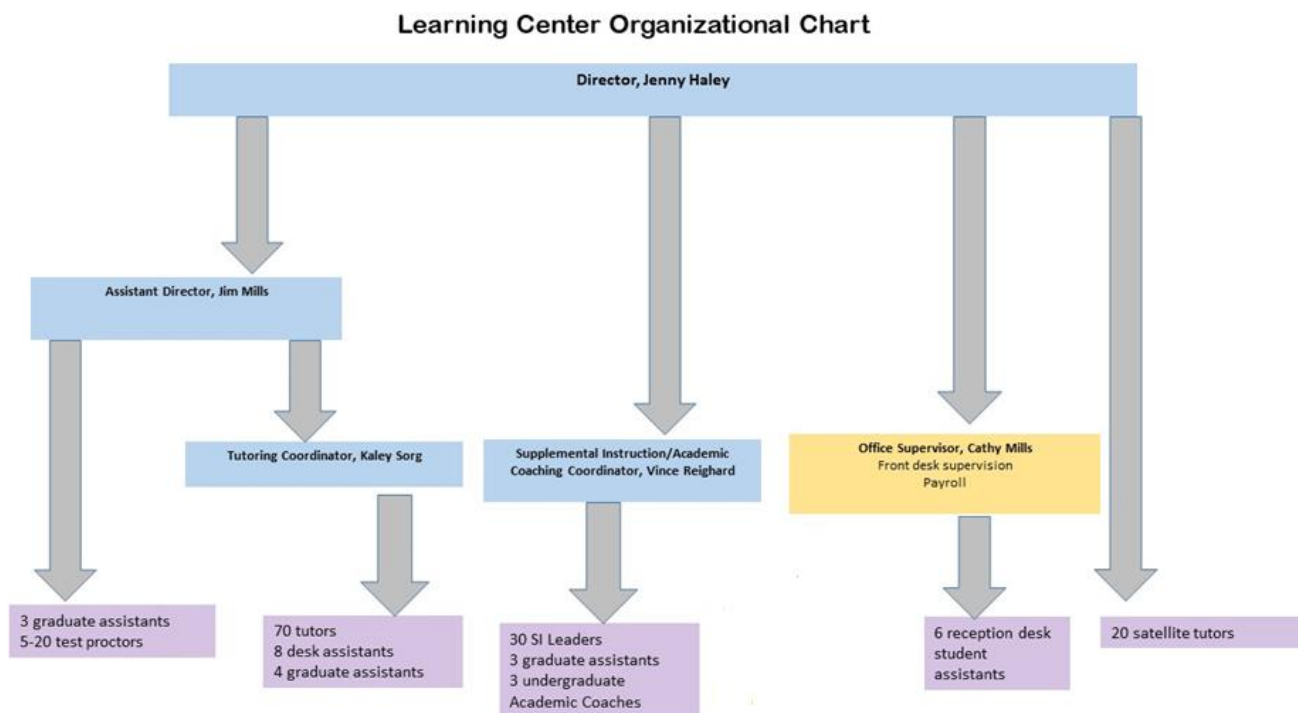 Learning Center Organizational Chart
Director, Jenny Haley
Assistant Director, Jim Mills
Tutoring Coordinator, Kaley Sorg
Supplemental Instruction/Academic
Coaching Coordinator, Vince Reighard
Office Supervisor, Cathy Mills
Front desk supervision
Payroll
3 graduate assistants
5-20 test proctors
70 tutors
8 desk assistants
4 graduate assistants
30 SI Leaders
3 graduate assistants
3 undergraduate
Academic Coaches
6 reception desk
student
assistants
20 satellite tutors